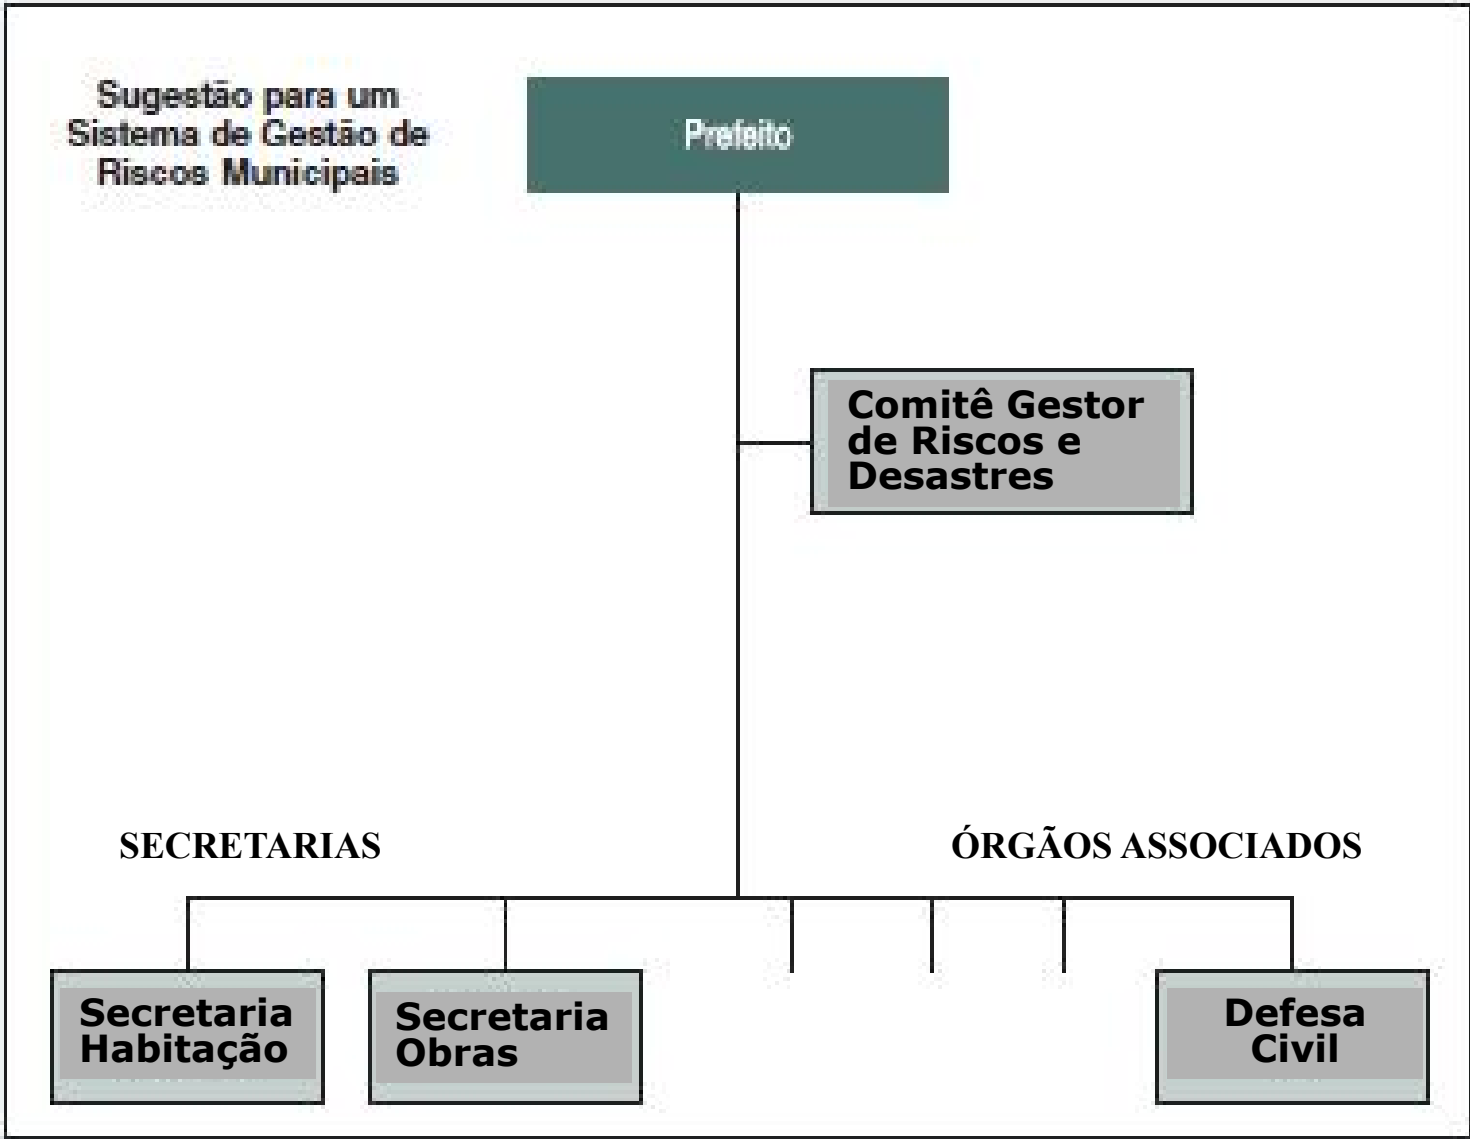 Sugestão para um
Sistema de Gestão de
Riscos Municipais
Prefeito
Comitê Gestor
de Riscos e
Desastres
SECRETARIAS
ÓRGÃOS ASSOCIADOS
Secretaria
Habitação
Secretaria
Obras
Defesa
Civil